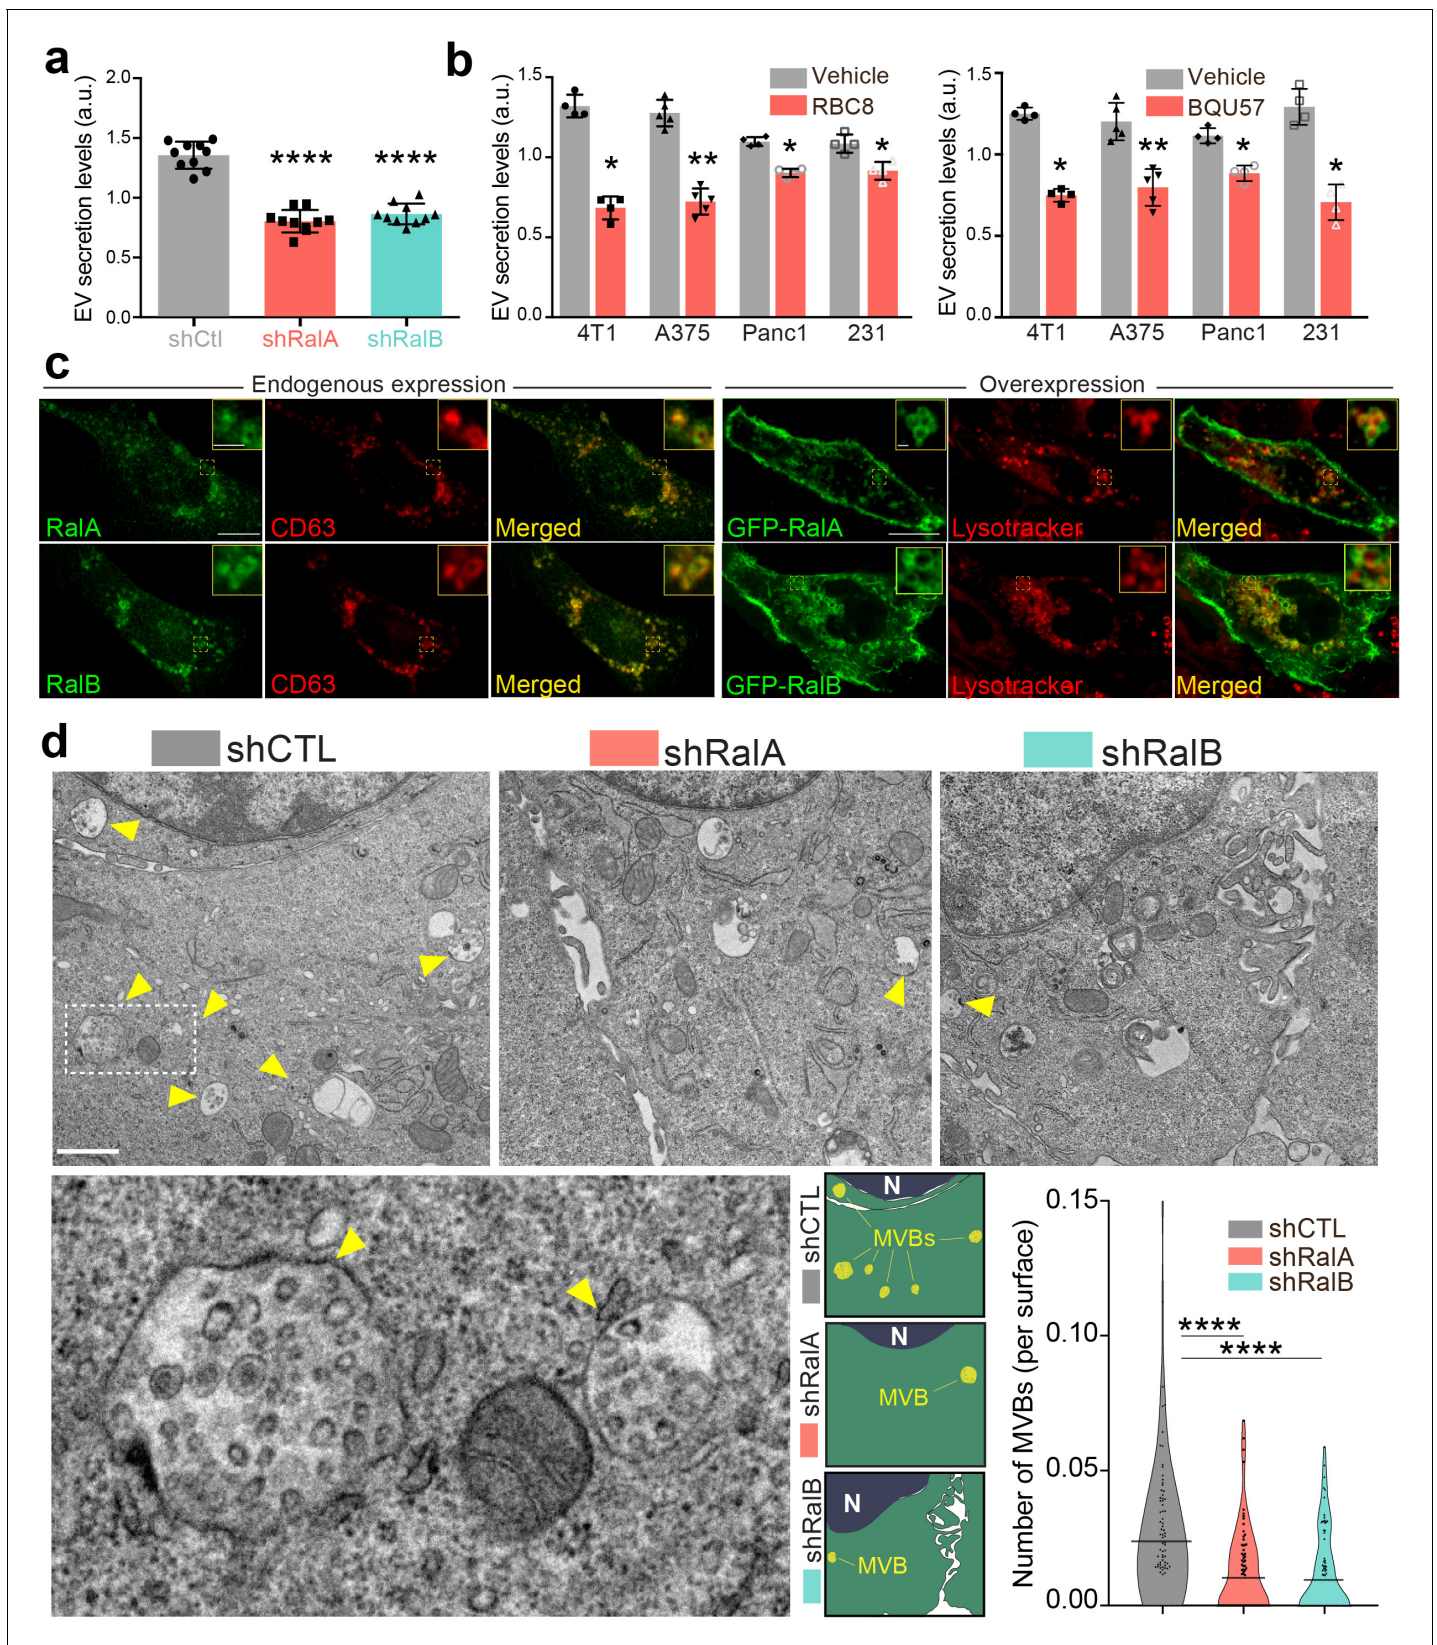 a
EV secretion levels (a.u.)
2.0
1.5
1.0
0.5
0.0
****
****
shCtl
shRalA
shRalB
b
EV secretion levels (a.u.)
1.5
1.0
0.5
0.0
Vehicle
RBC8
*
**
*
*
4T1
A375
Panc1
231
EV secretion levels (a.u.)
1.5
1.0
0.5
0.0
Vehicle
BQU57
*
**
*
*
4T1
A375
Panc1
231
c
Endogenous expression
Overexpression
RalA
CD63
Merged
GFP-RalA
Lysotracker
Merged
RalB
CD63
Merged
GFP-RalB
Lysotracker
Merged
d
shCTL
shRalA
shRalB
shCTL
N
MVBs
shRalA
N
MVB
shRalB
N
MVB
Number of MVBs (per surface)
0.15
0.10
0.05
0.00
shCTL
shRalA
shRalB
****
****